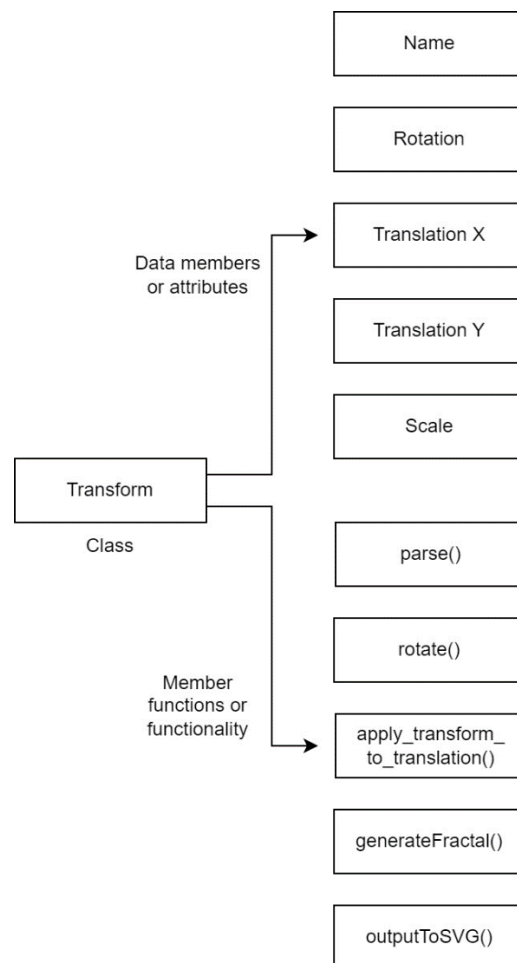 Name
Rotation
Data members
or attributes
Translation X
Translation Y
Scale
Transform
Class
parse()
rotate()
Member
functions or
functionality
apply_transform_
to_translation()
generateFractal()
outputToSVG()